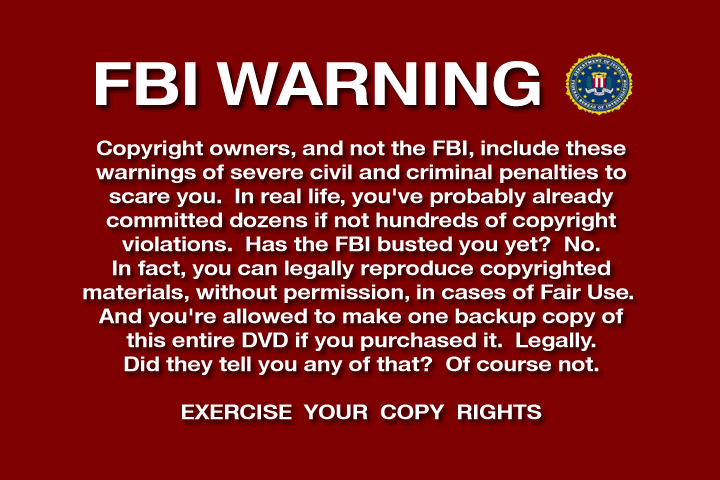 FBI WARNING
Copyright owners, and not the FBI, include these
warnings of severe civil and criminal penalties to
scare you.  In real life, you've probably already
committed dozens if not hundreds of copyright
violations.  Has the FBI busted you yet?  No.
In fact, you can legally reproduce copyrighted
materials, without permission, in cases of Fair Use.
And you're allowed to make one backup copy of
this entire DVD if you purchased it.  Legally.
Did they tell you any of that?  Of course not.
EXERCISE  YOUR  COPY  RIGHTS